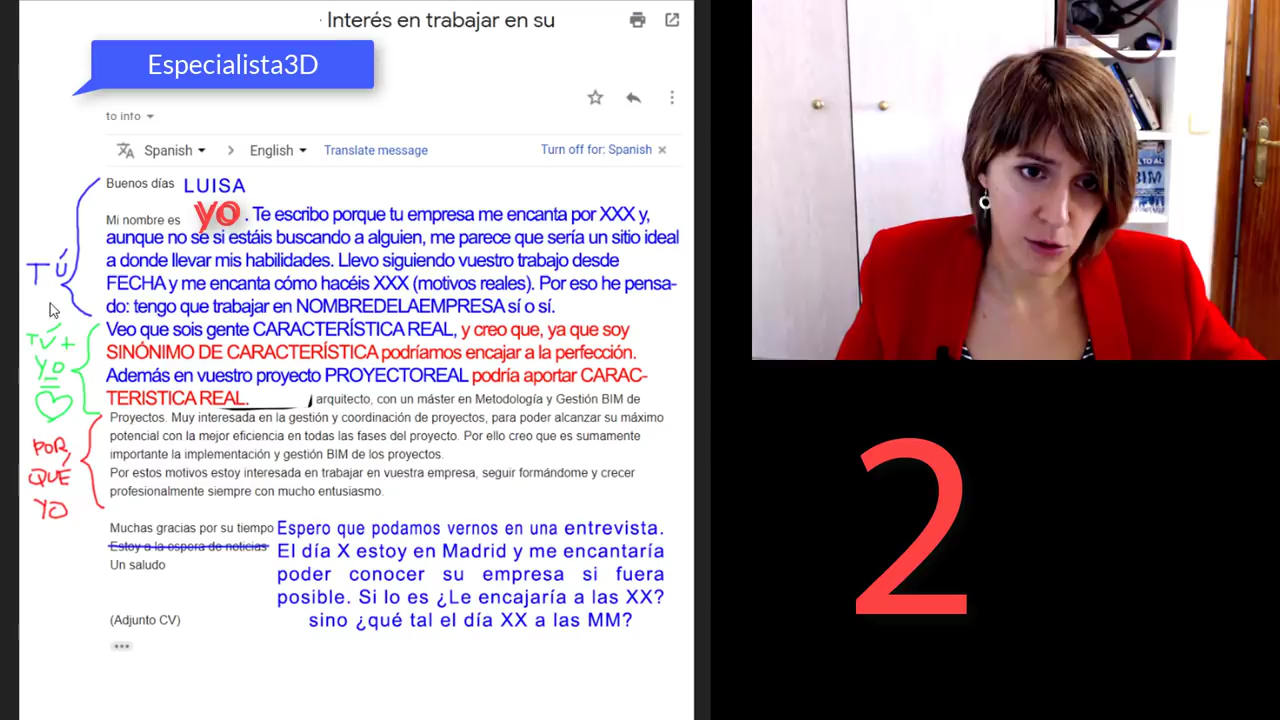 · Interés en trabajar en su
Especialista3D
to info
Spanish > English Translate message Turn off for: Spanish ×
Buenos días LUISA
Mi nombre es yo . Te escribo porque tu empresa me encanta por XXX y,
aunque no se si estáis buscando a alguien, me parece que sería un sitio ideal
a donde llevar mis habilidades. Llevo siguiendo vuestro trabajo desde
FECHA y me encanta cómo hacéis XXX (motivos reales). Por eso he pensa-
do: tengo que trabajar en NOMBREDELAEMPRESA sí o sí.
Veo que sois gente CARACTERÍSTICA REAL, y creo que, ya que soy
SINÓNIMO DE CARACTERÍSTICA podríamos encajar a la perfección.
Además en vuestro proyecto PROYECTOREAL podría aportar CARAC-
TERISTICA REAL. arquitecto, con un máster en Metodología y Gestión BIM de
Proyectos. Muy interesada en la gestión y coordinación de proyectos, para poder alcanzar su máximo
potencial con la mejor eficiencia en todas las fases del proyecto. Por ello creo que es sumamente
importante la implementación y gestión BIM de los proyectos.
Por estos motivos estoy interesada en trabajar en vuestra empresa, seguir formándome y crecer
profesionalmente siempre con mucho entusiasmo.
Muchas gracias por su tiempo
Estoy a la espera de noticias
Un saludo
(Adjunto CV)
Espero que podamos vernos en una entrevista.
El día X estoy en Madrid y me encantaría
poder conocer su empresa si fuera
posible. Si lo es ¿Le encajaría a las XX?
sino ¿qué tal el día XX a las MM?
TÚ
TÚ +
YO
=
POR
QUÉ
YO
2
BIM